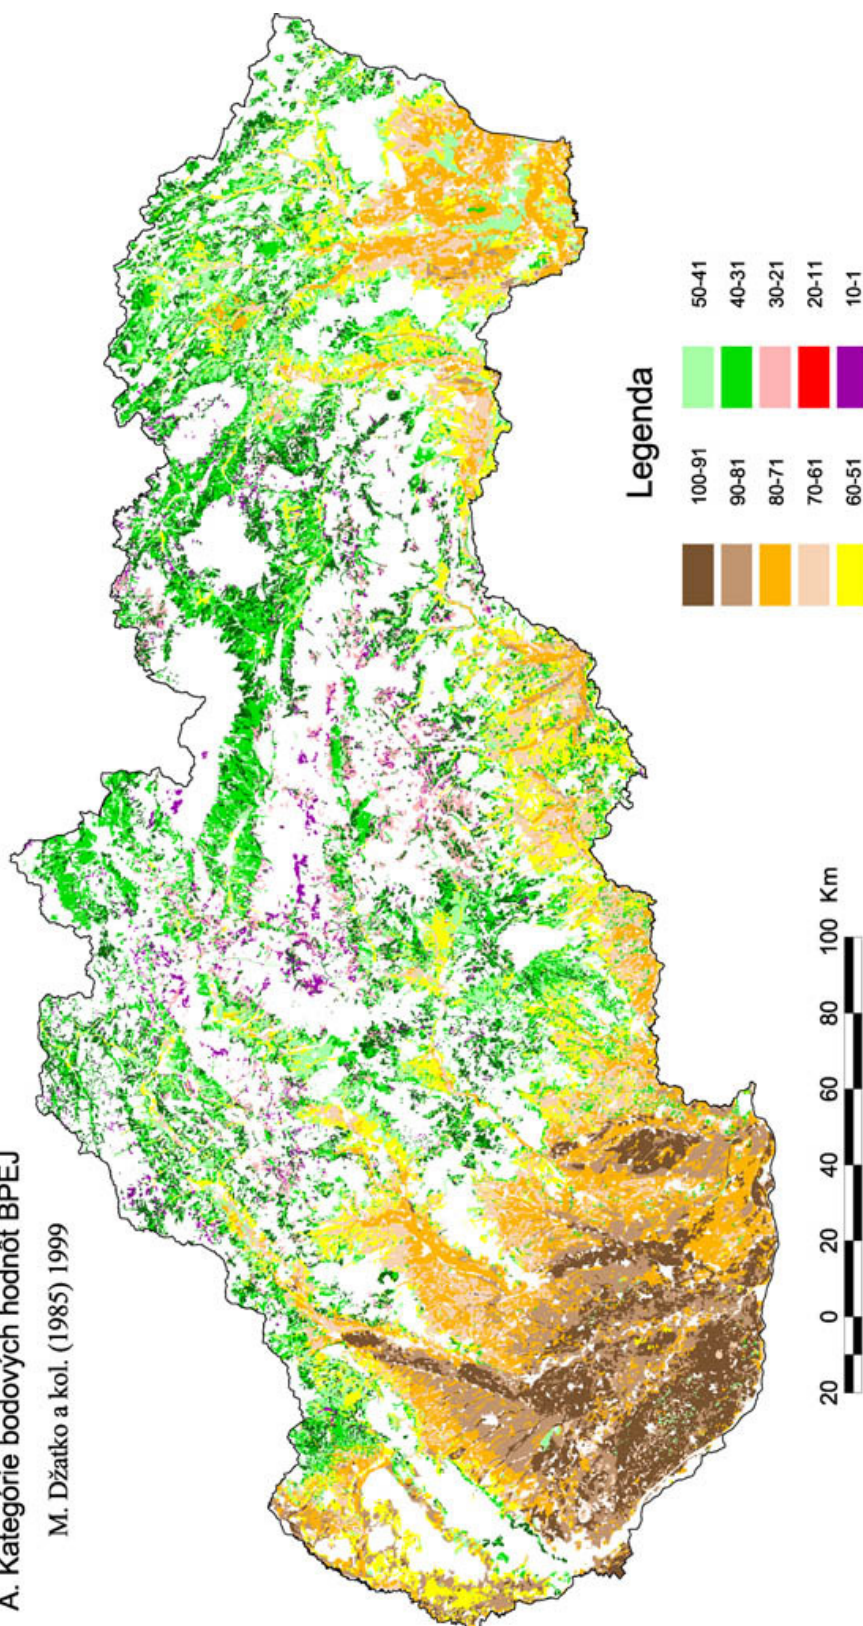 A. Kategórie bodových hodnôt BPEJ
M. Džatko a kol. (1985) 1999
Legenda
100-91
50-41
90-81
40-31
80-71
30-21
70-61
20-11
60-51
10-1
20 0 20 40 60 80 100 Km